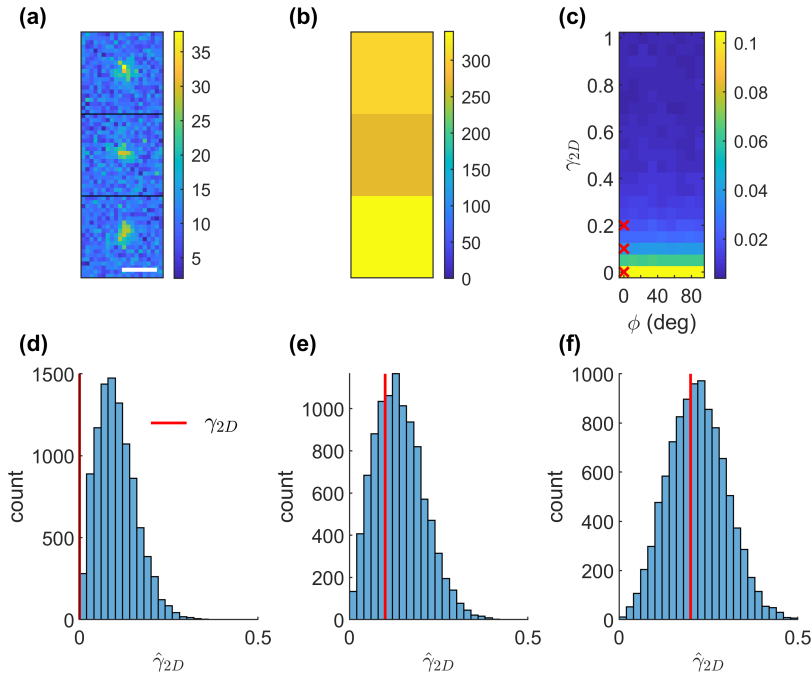 (a)
(b)
(c)
35
30
25
20
15
10
5
300
250
200
150
100
50
0
γ2D
1
0.8
0.6
0.4
0.2
0
0 40 80
ϕ (deg)
0.1
0.08
0.06
0.04
0.02
(d)
(e)
(f)
count
1500
1000
500
0
γ2D
0 0.5
γ̂2D
count
1000
800
600
400
200
0
0 0.5
γ̂2D
count
1000
800
600
400
200
0
0 0.5
γ̂2D